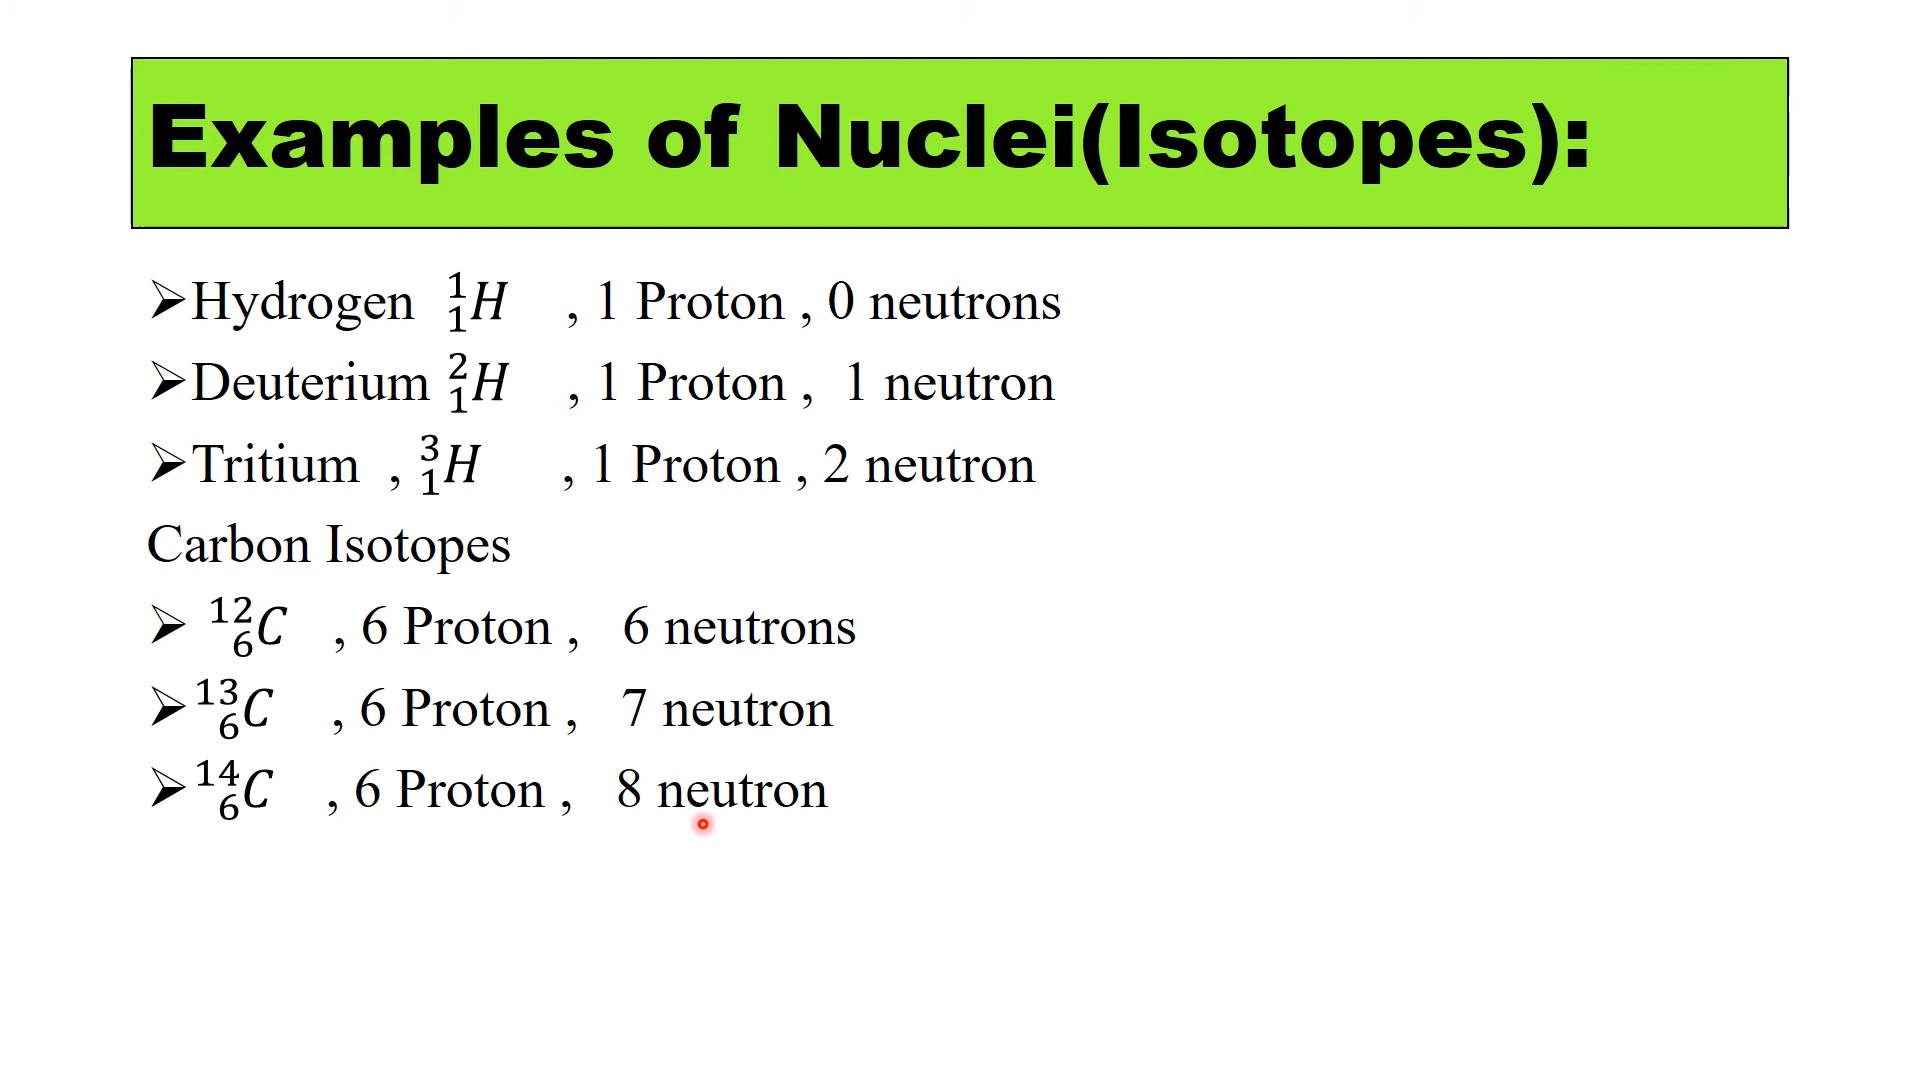 Examples of Nuclei(Isotopes):
➢Hydrogen ¹₁H , 1 Proton , 0 neutrons
➢Deuterium ²₁H , 1 Proton , 1 neutron
➢Tritium , ³₁H , 1 Proton , 2 neutron
Carbon Isotopes
➢ ¹²₆C , 6 Proton , 6 neutrons
➢¹³₆C , 6 Proton , 7 neutron
➢¹⁴₆C , 6 Proton , 8 neutron